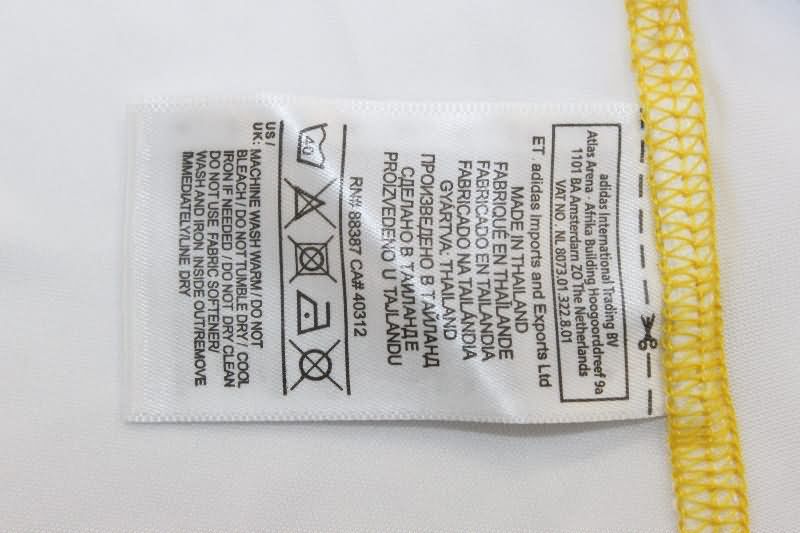 adidas International Trading BV
Atlas Arena - Afrika Building Hoogoorddreef 9a
1101 BA Amsterdam ZO The Netherlands
VAT NO . NL 8073.01.322.B.01
ET. adidas Imports and Exports Ltd
MADE IN THAILAND
FABRIQUÉ EN THAÏLANDE
FABRICADO EN TAILANDIA
FABRICADO NA TAILÂNDIA
GYÁRTVA: THAILAND
ПРОИЗВЕДЕНО В ТАЙЛАНД
СДЕЛАНО В ТАИЛАНДЕ
PROIZVEDENO U TAJLANDU
RN# 88387 CA# 40312
40
US /
UK: MACHINE WASH WARM / DO NOT
BLEACH / DO NOT TUMBLE DRY / COOL
IRON IF NEEDED / DO NOT DRY CLEAN
DO NOT USE FABRIC SOFTENER/
WASH AND IRON INSIDE OUT/REMOVE
IMMEDIATELY/LINE DRY